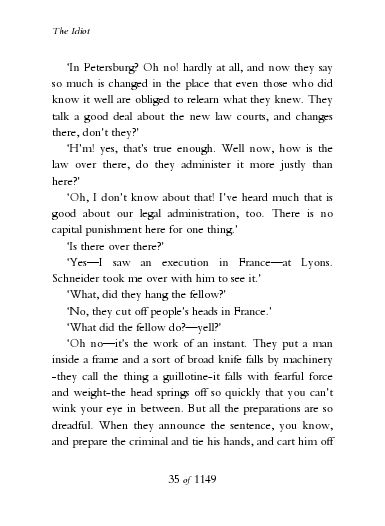 The Idiot
‘In Petersburg? Oh no! hardly at all, and now they say
so much is changed in the place that even those who did
know it well are obliged to relearn what they knew. They
talk a good deal about the new law courts, and changes
there, don’t they?’
‘H’m! yes, that’s true enough. Well now, how is the
law over there, do they administer it more justly than
here?’
‘Oh, I don’t know about that! I’ve heard much that is
good about our legal administration, too. There is no
capital punishment here for one thing.’
‘Is there over there?’
‘Yes—I saw an execution in France—at Lyons.
Schneider took me over with him to see it.’
‘What, did they hang the fellow?’
‘No, they cut off people’s heads in France.’
‘What did the fellow do?—yell?’
‘Oh no—it’s the work of an instant. They put a man
inside a frame and a sort of broad knife falls by machinery
-they call the thing a guillotine-it falls with fearful force
and weight-the head springs off so quickly that you can’t
wink your eye in between. But all the preparations are so
dreadful. When they announce the sentence, you know,
and prepare the criminal and tie his hands, and cart him off
35 of 1149